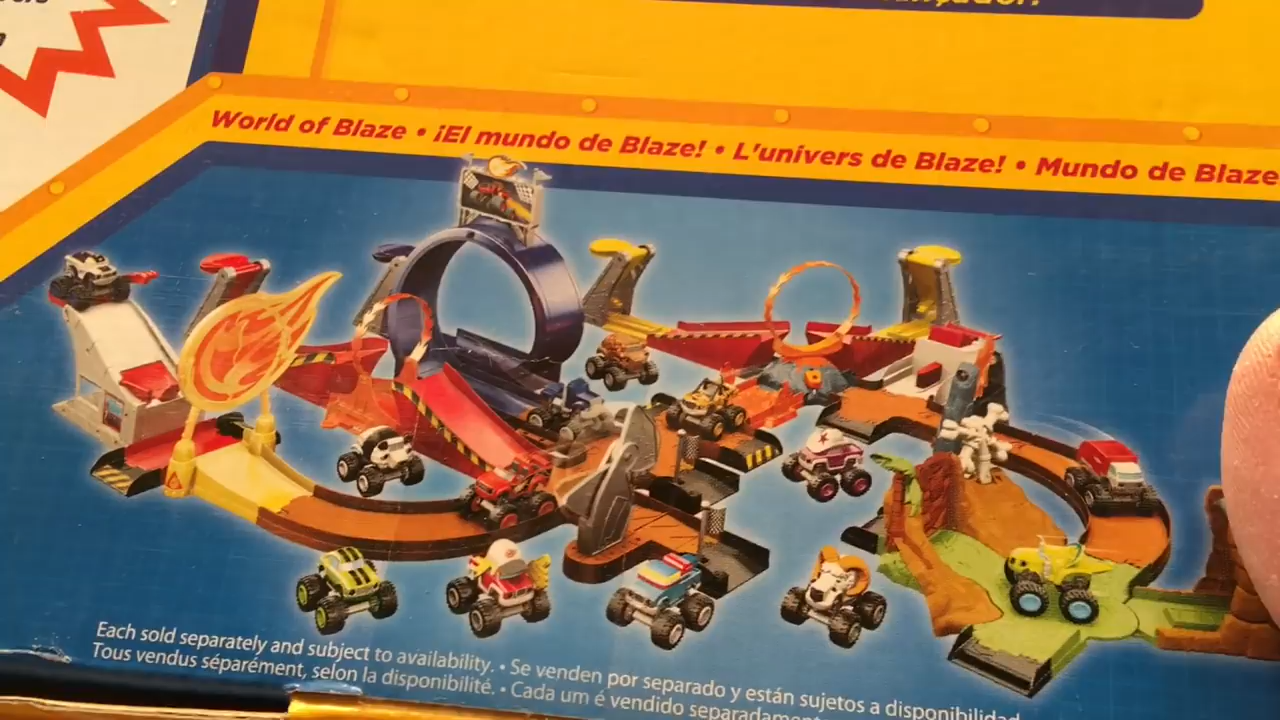 World of Blaze • ¡El mundo de Blaze! • L'univers de Blaze! • Mundo de Blaze
Each sold separately and subject to availability. • Se venden por separado y están sujetos a disponibilidad
Tous vendus séparément, selon la disponibilité. • Cada um é vendido separadament